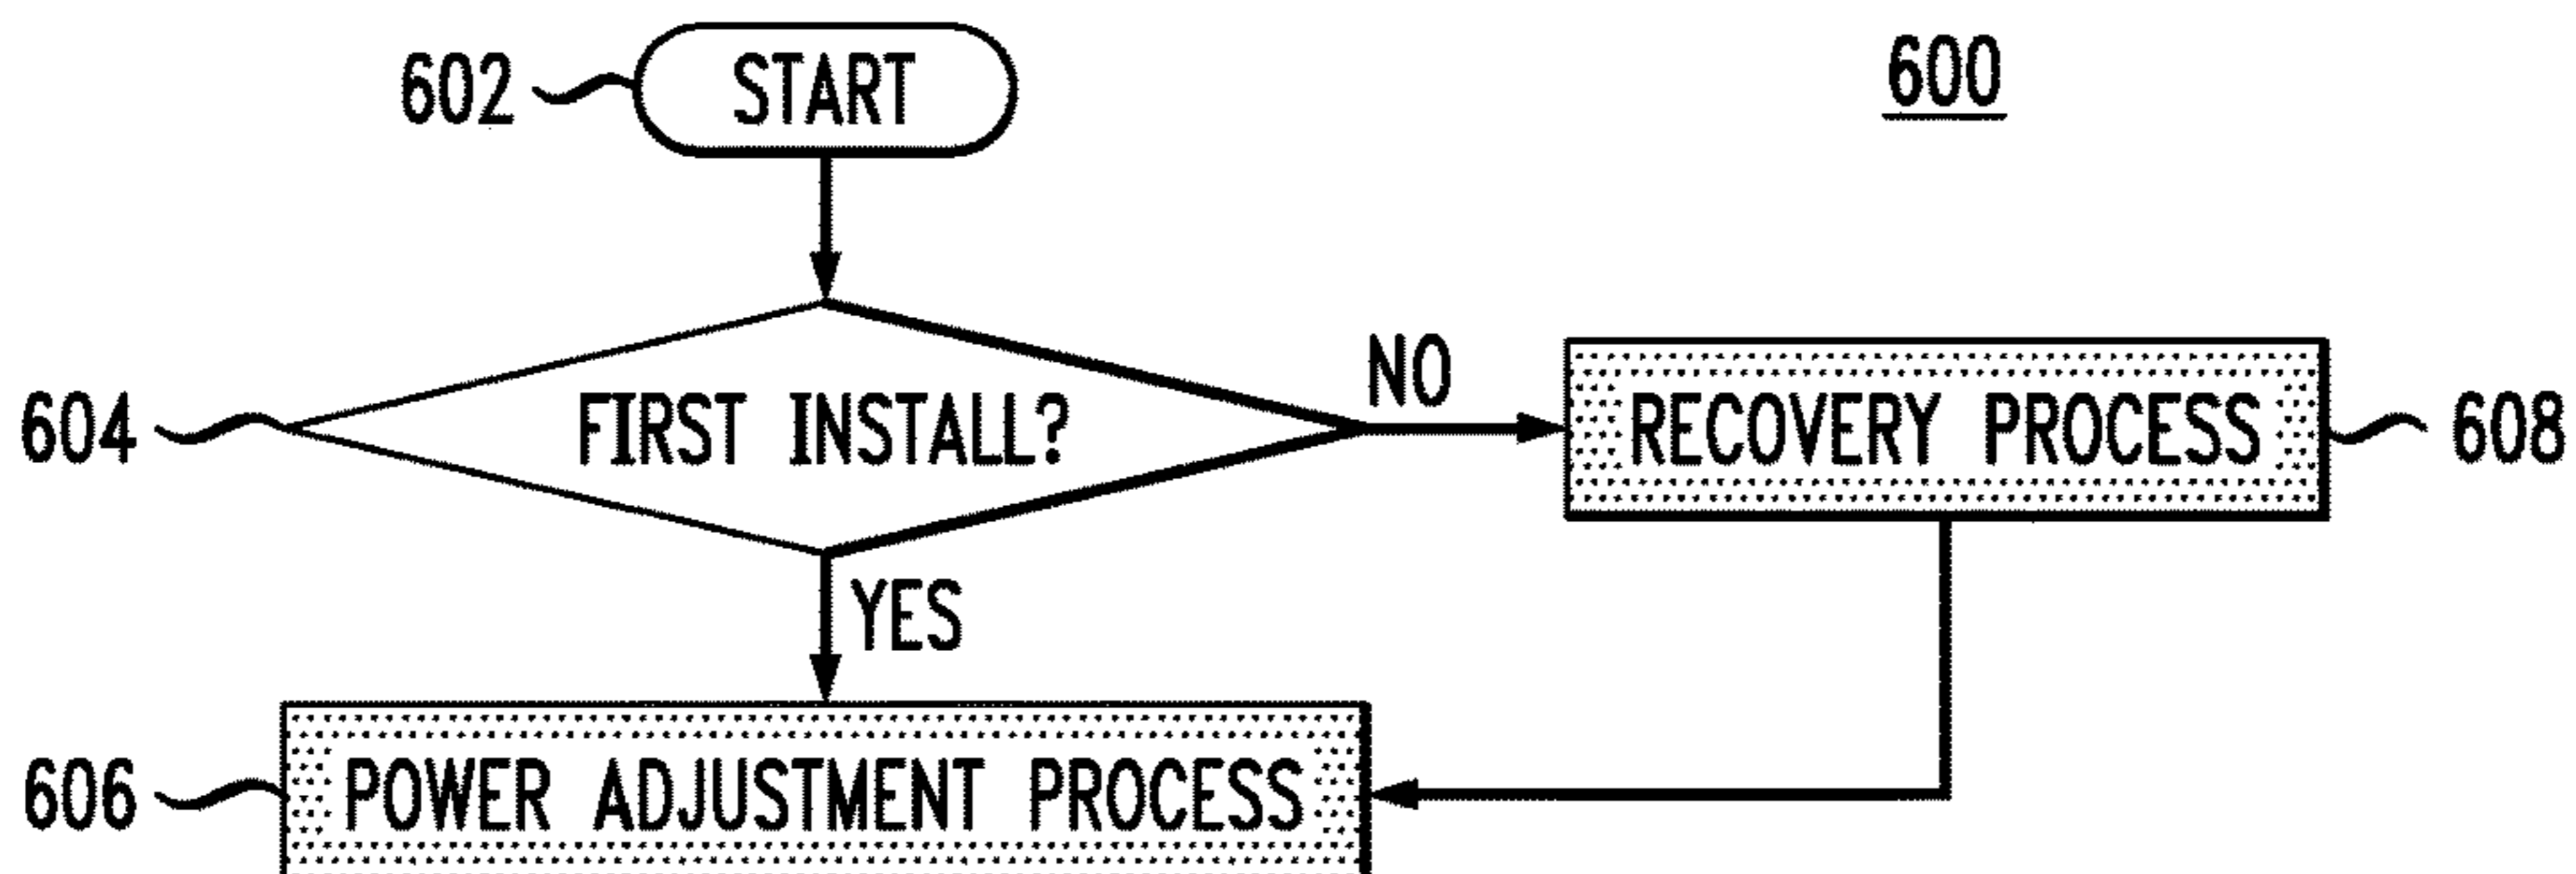 602
START
600
604
FIRST INSTALL?
NO
RECOVERY PROCESS
608
YES
606
POWER ADJUSTMENT PROCESS